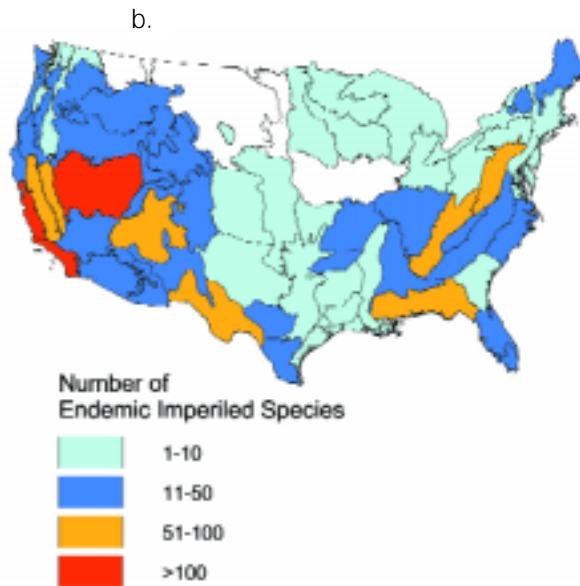 b.
Number of
Endemic Imperiled Species
1-10
11-50
51-100
>100